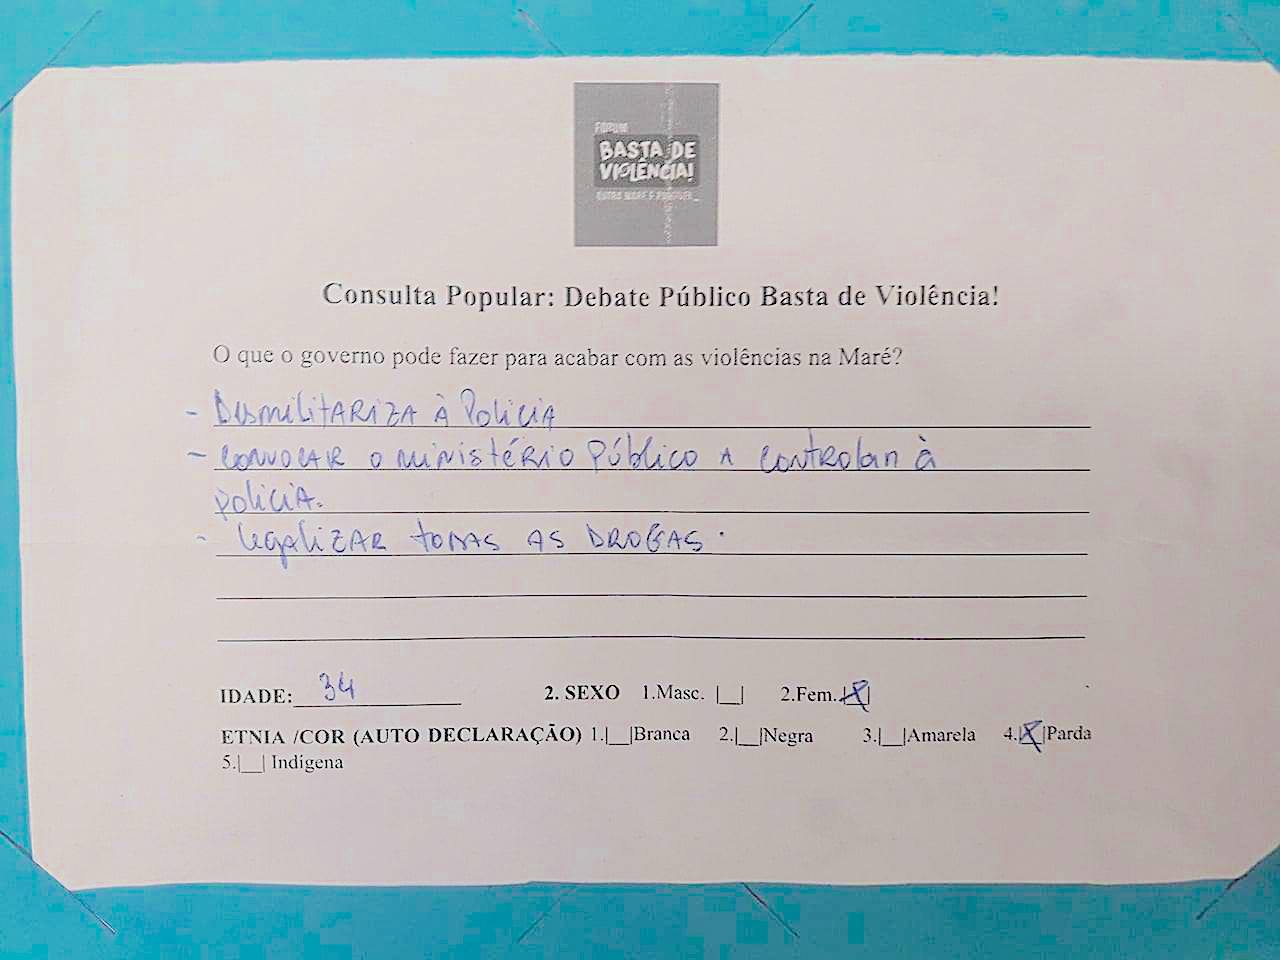 FORUM
BASTA DE
VIOLÊNCIA!
OUTRA MARÉ É POSSÍVEL_
Consulta Popular: Debate Público Basta de Violência!
O que o governo pode fazer para acabar com as violências na Maré?
- DesmilitARIZA À PoliciA
- CONVOCAR o ministéRio Público A CONTROlAR à
poliCIA.
- legAlizAR toDAS AS DROGAS.
IDADE: 34 2. SEXO 1.Masc. |__| 2.Fem.|X|
ETNIA /COR (AUTO DECLARAÇÃO) 1.|__|Branca 2.|__|Negra 3.|__|Amarela 4.|X|Parda
5.|__| Indígena